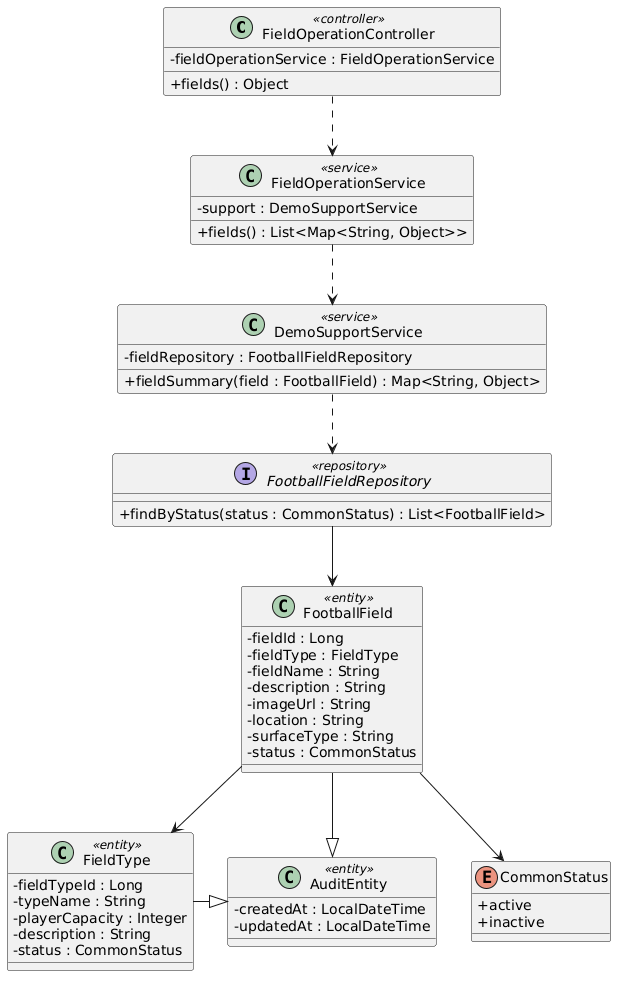 C
«controller»
FieldOperationController
-fieldOperationService : FieldOperationService
+fields() : Object
C
«service»
FieldOperationService
-support : DemoSupportService
+fields() : List<Map<String, Object>>
C
«service»
DemoSupportService
-fieldRepository : FootballFieldRepository
+fieldSummary(field : FootballField) : Map<String, Object>
I
«repository»
FootballFieldRepository
+findByStatus(status : CommonStatus) : List<FootballField>
C
«entity»
FootballField
-fieldId : Long
-fieldType : FieldType
-fieldName : String
-description : String
-imageUrl : String
-location : String
-surfaceType : String
-status : CommonStatus
C
«entity»
FieldType
-fieldTypeId : Long
-typeName : String
-playerCapacity : Integer
-description : String
-status : CommonStatus
C
«entity»
AuditEntity
-createdAt : LocalDateTime
-updatedAt : LocalDateTime
E
CommonStatus
+active
+inactive